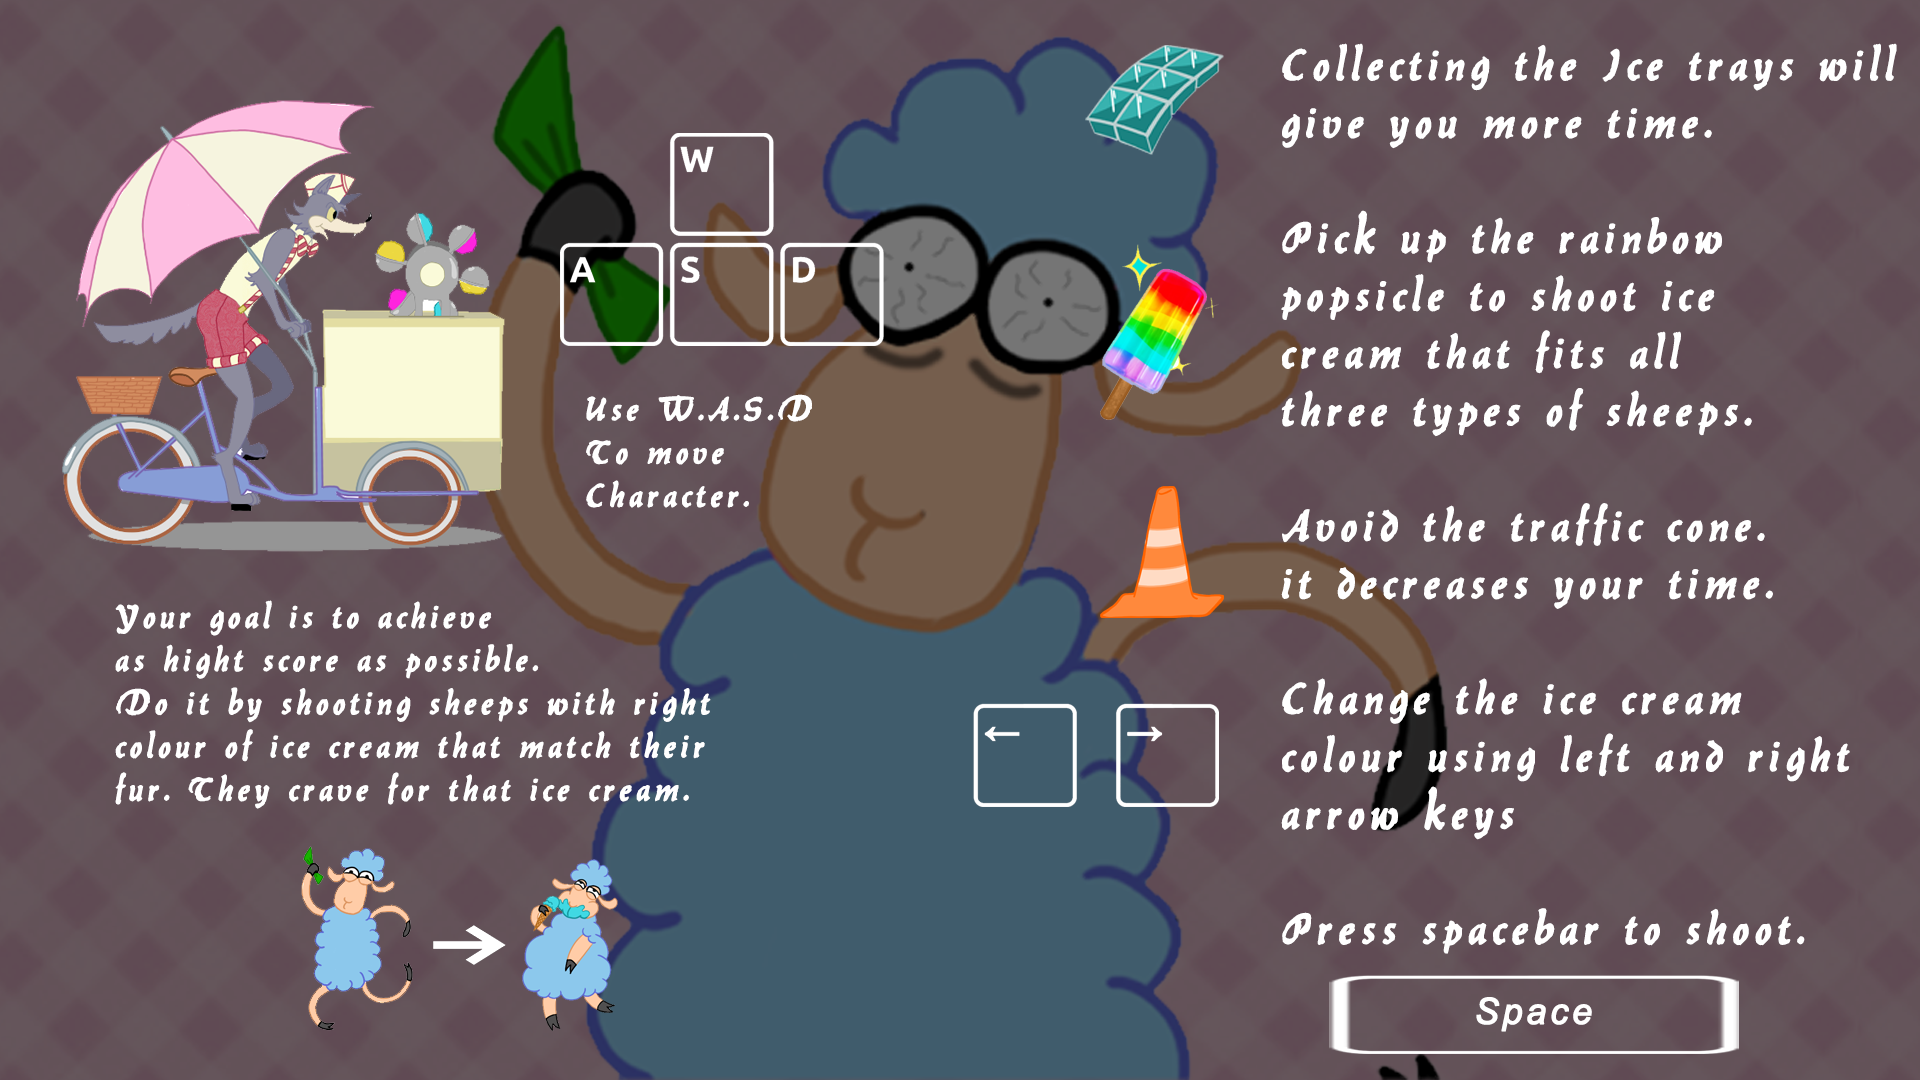 W
A S D
Use W.A.S.D
To move
Character.
Your goal is to achieve
as hight score as possible.
Do it by shooting sheeps with right
colour of ice cream that match their
fur. They crave for that ice cream.
Collecting the Ice trays will
give you more time.
Pick up the rainbow
popsicle to shoot ice
cream that fits all
three types of sheeps.
Avoid the traffic cone.
it decreases your time.
← →
Change the ice cream
colour using left and right
arrow keys
Press spacebar to shoot.
Space